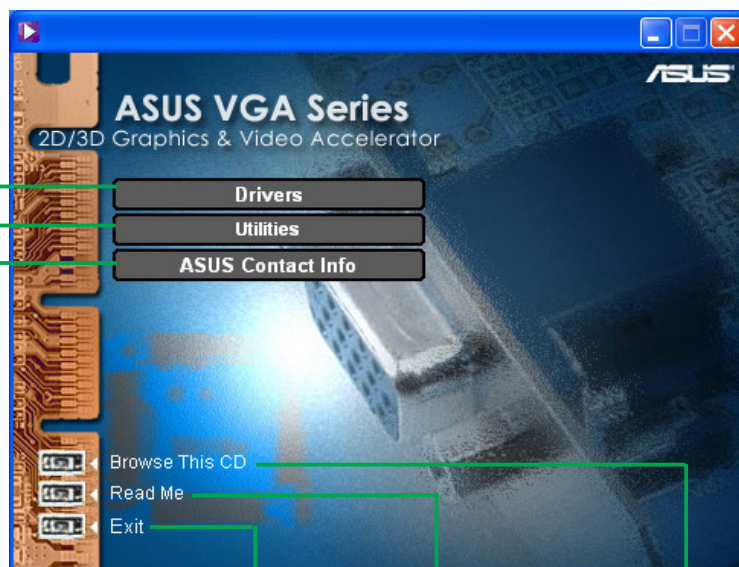 ASUS
ASUS VGA Series
2D/3D Graphics & Video Accelerator
Drivers
Utilities
ASUS Contact Info
Browse This CD
Read Me
Exit